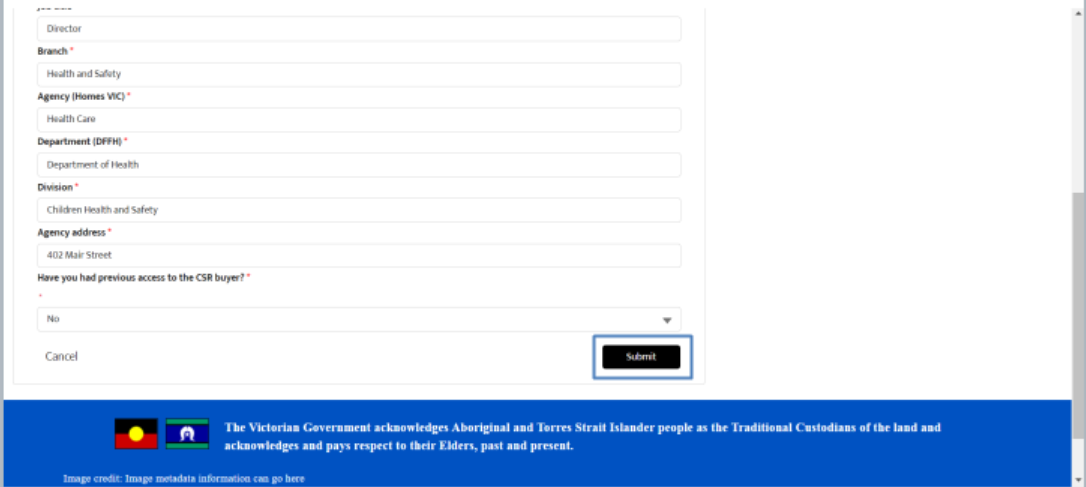 Director
Branch *
Health and Safety
Agency (Homes VIC) *
Health Care
Department (DFFH) *
Department of Health
Division *
Children Health and Safety
Agency address *
402 Mair Street
Have you had previous access to the CSR buyer? *
*
No
Cancel
Submit
The Victorian Government acknowledges Aboriginal and Torres Strait Islander people as the Traditional Custodians of the land and
acknowledges and pays respect to their Elders, past and present.
Image credit: Image metadata information can go here